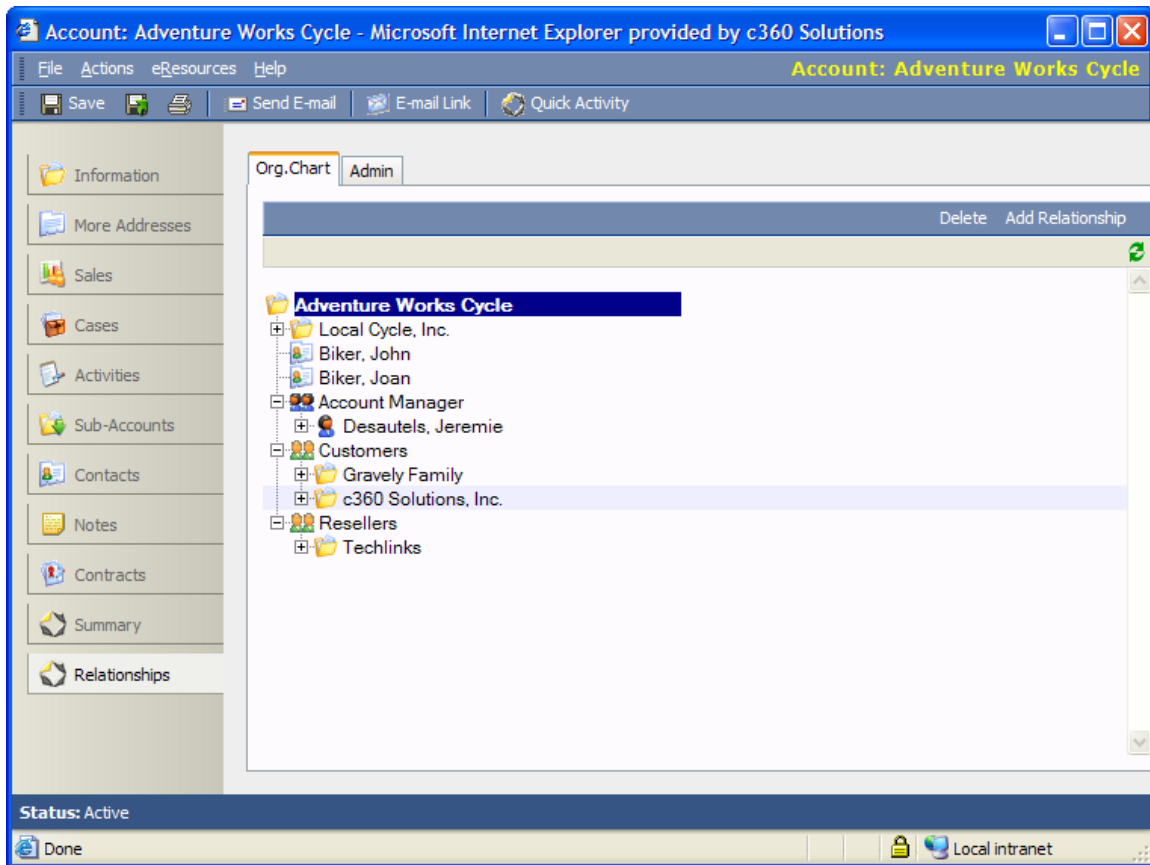 Account: Adventure Works Cycle - Microsoft Internet Explorer provided by c360 Solutions
File Actions eResources Help Account: Adventure Works Cycle
Save Send E-mail E-mail Link Quick Activity
Org.Chart Admin
Information
More Addresses
Sales
Cases
Activities
Sub-Accounts
Contacts
Notes
Contracts
Summary
Relationships
Delete Add Relationship
Adventure Works Cycle
Local Cycle, Inc.
Biker, John
Biker, Joan
Account Manager
Desautels, Jeremie
Customers
Gravely Family
c360 Solutions, Inc.
Resellers
Techlinks
Status: Active
Done Local intranet